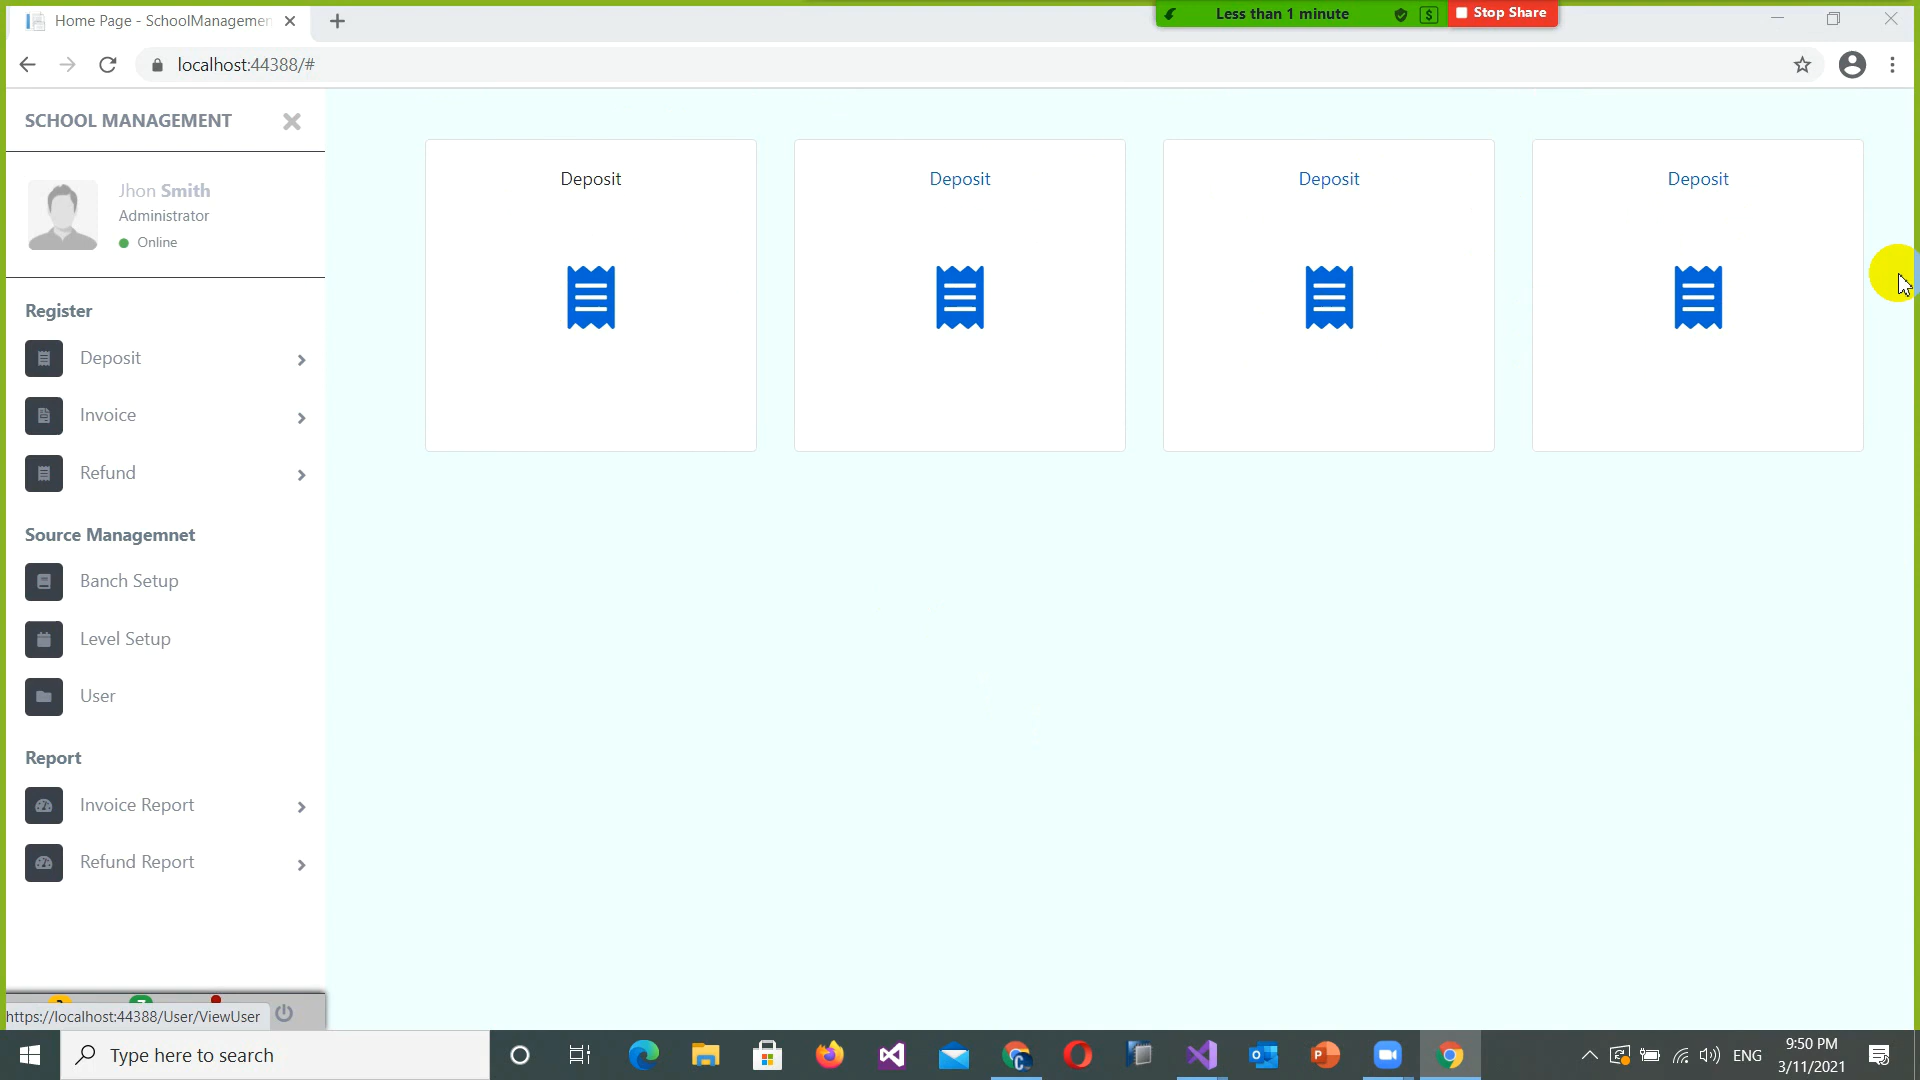 Home Page - SchoolManagemen
Less than 1 minute
Stop Share
localhost:44388/#
SCHOOL MANAGEMENT
Jhon Smith
Administrator
Online
Deposit
Deposit
Deposit
Deposit
Register
Deposit
Invoice
Refund
Source Managemnet
Banch Setup
Level Setup
User
Report
Invoice Report
Refund Report
https://localhost:44388/User/ViewUser
Type here to search
ENG
9:50 PM
3/11/2021